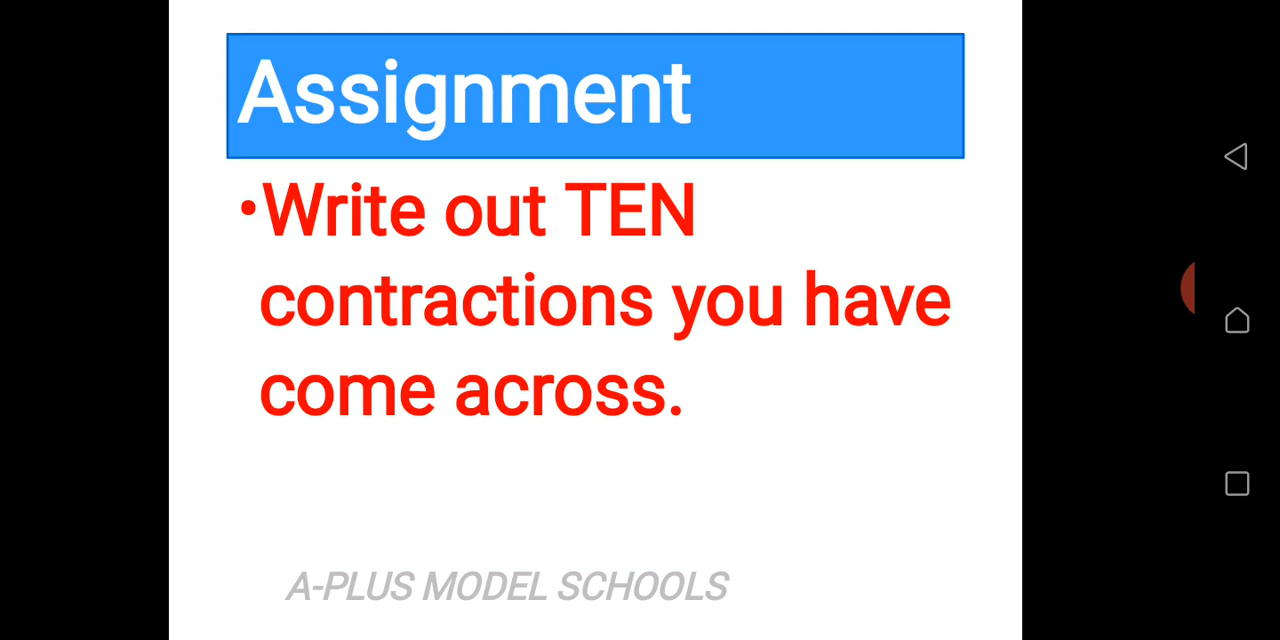 Assignment
•Write out TEN
contractions you have
come across.
A-PLUS MODEL SCHOOLS